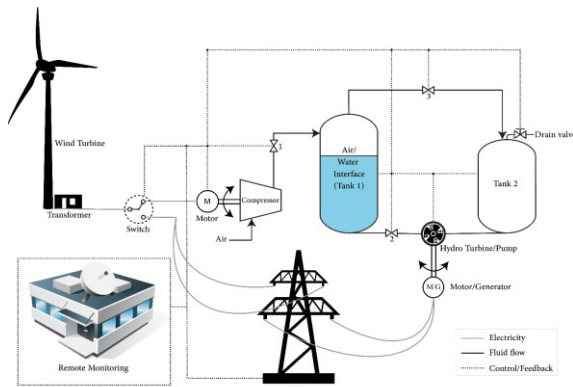 Wind Turbine
Transformer
Switch
M
Motor
Compressor
Air
1
Air/
Water
Interface
(Tank 1)
2
3
Drain valve
Tank 2
Hydro Turbine/Pump
M/G
Motor/Generator
Remote Monitoring
Electricity
Fluid flow
Control/Feedback